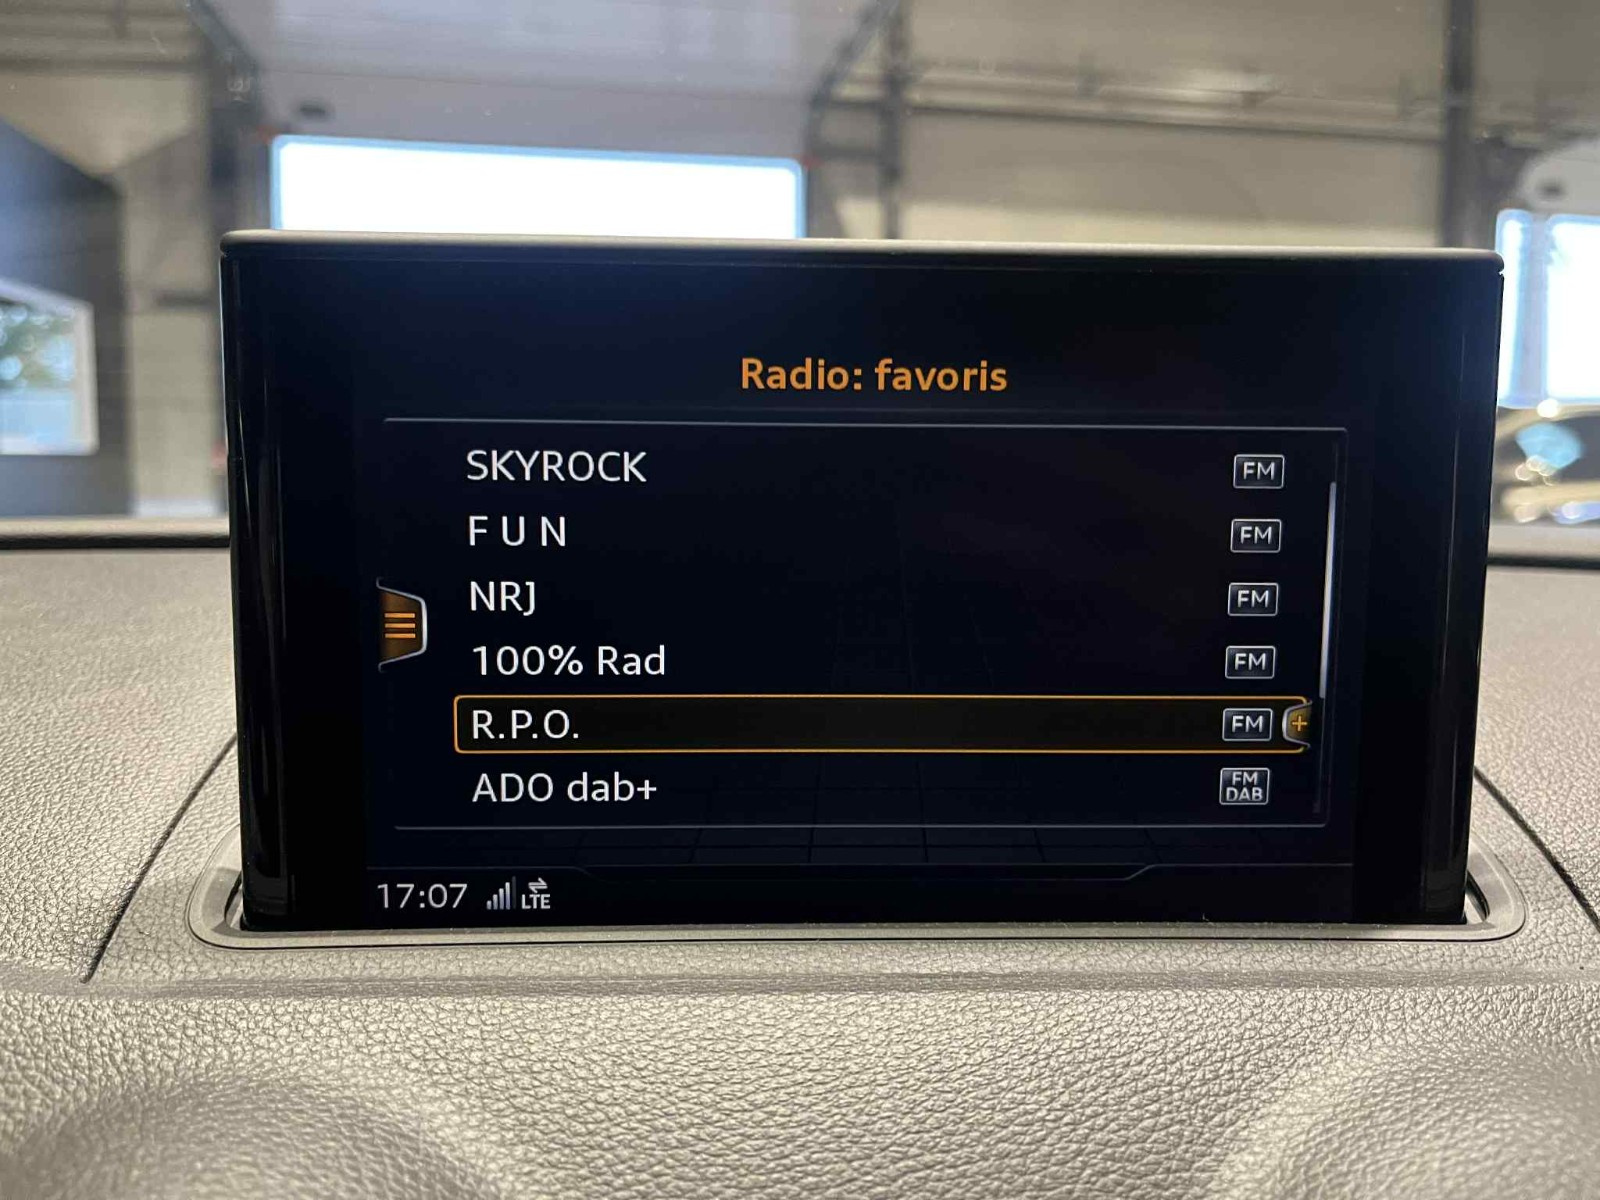 Radio: favoris
SKYROCK FM
F U N FM
NRJ FM
100% Rad FM
R.P.O. FM +
ADO dab+ FM DAB
17:07 LTE